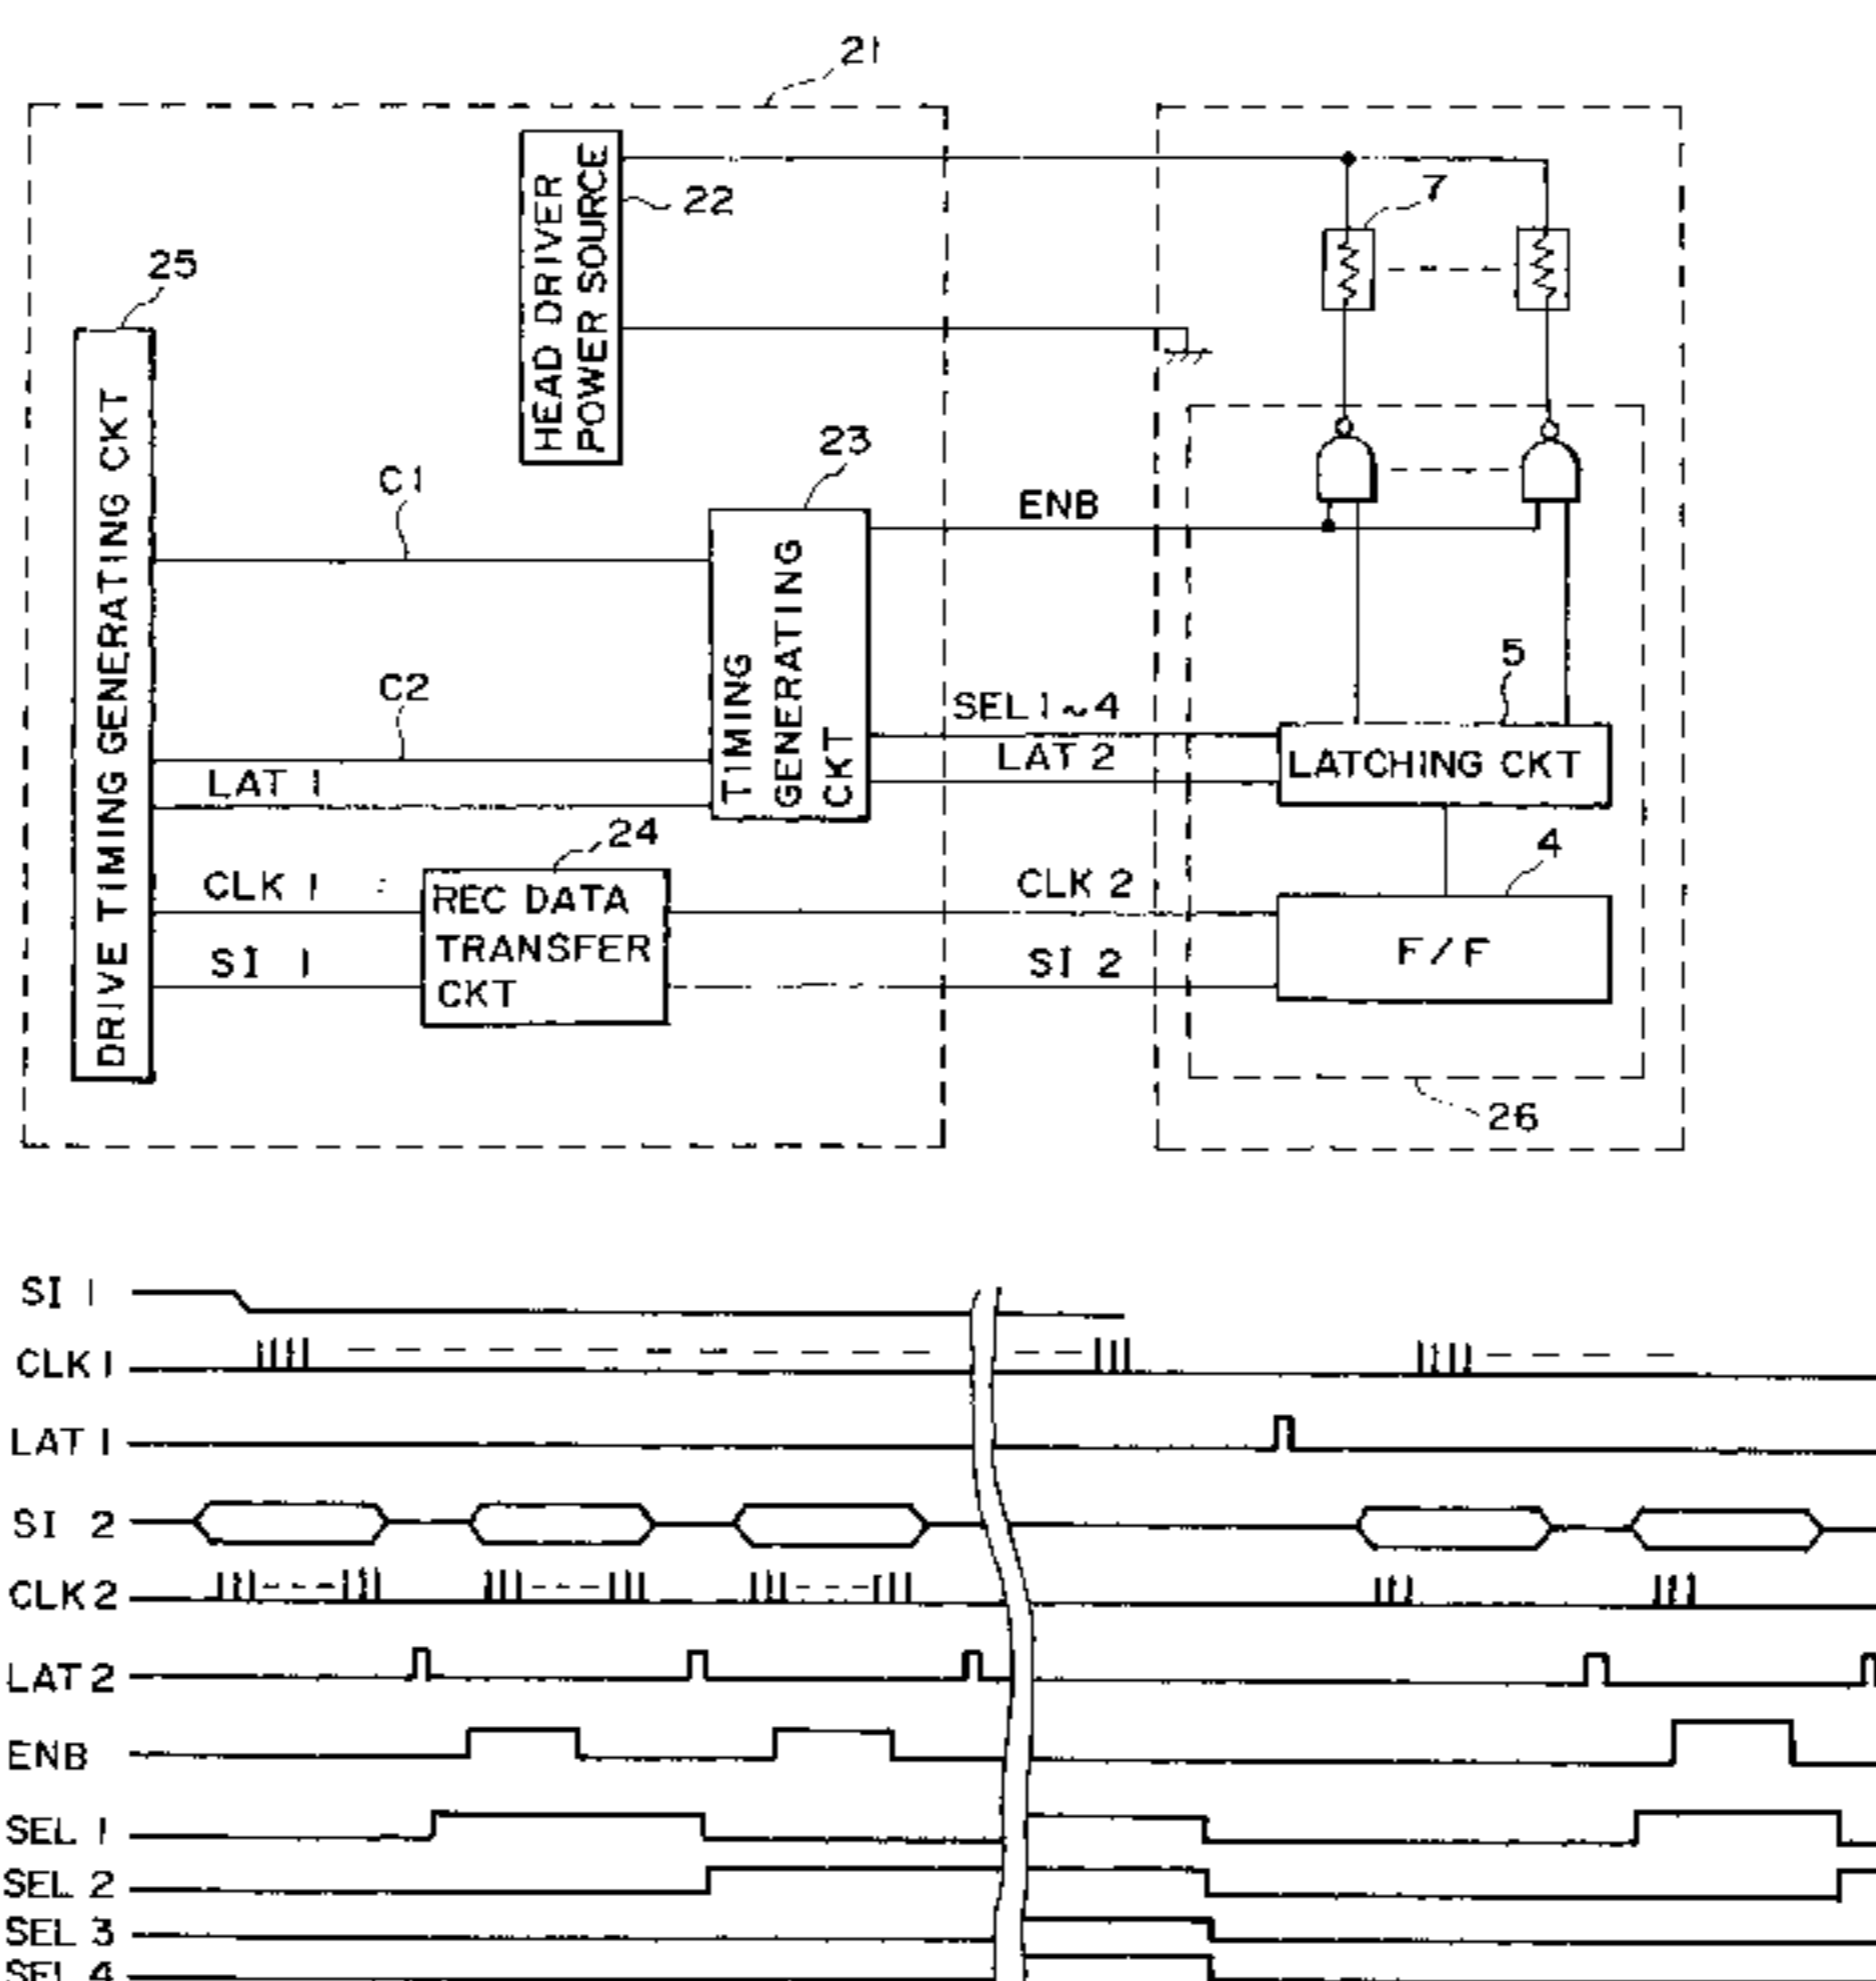 21
22
HEAD DRIVER
POWER SOURCE
7
25
DRIVE TIMING GENERATING CKT
C1
23
ENB
TIMING
GENERATING
CKT
C2
5
SEL 1~4
LAT 1
LAT 2
LATCHING CKT
24
4
CLK 1
REC DATA
TRANSFER
CKT
CLK 2
F/F
SI 1
SI 2
26
SI 1
CLK 1
LAT 1
SI 2
CLK 2
LAT 2
ENB
SEL 1
SEL 2
SEL 3
SEL 4